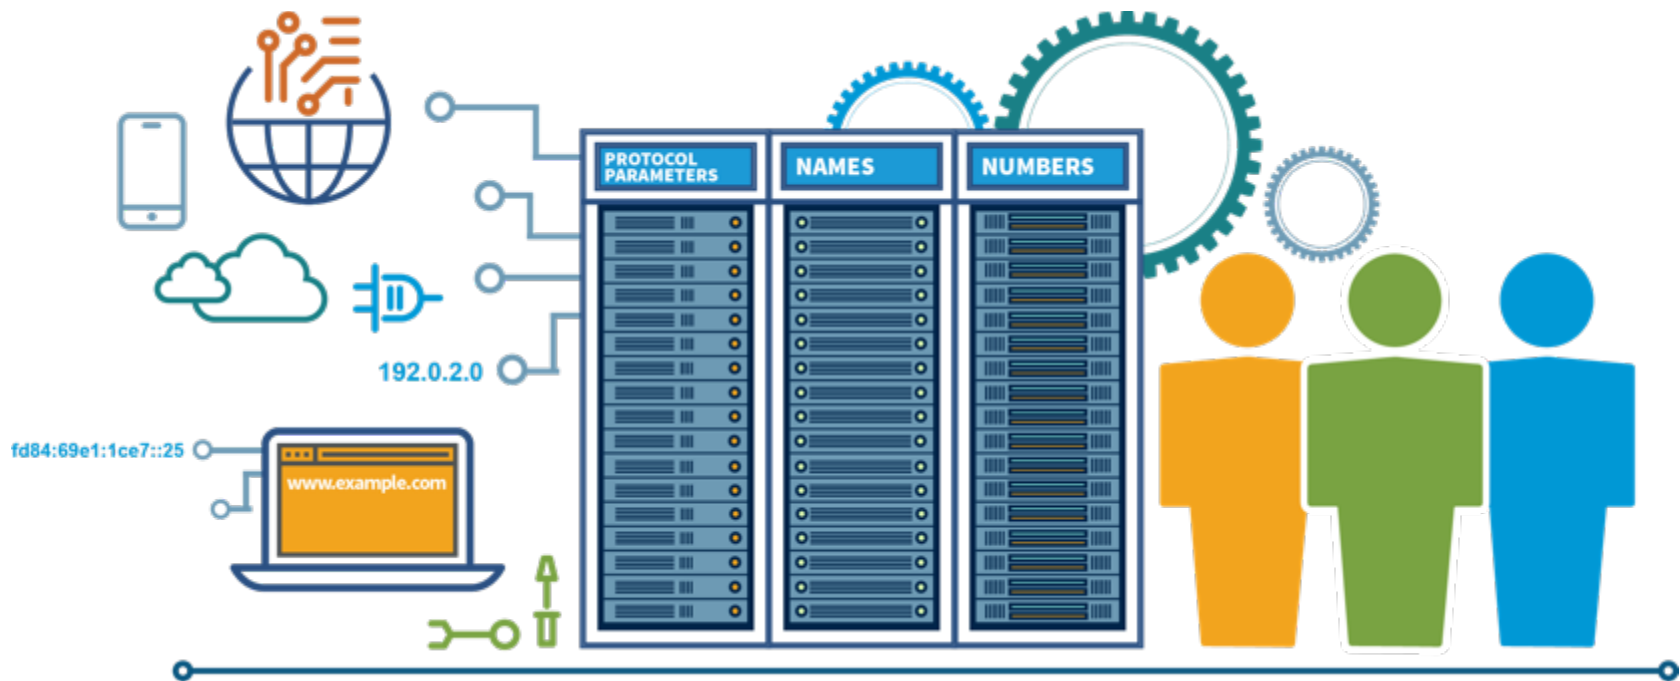 PROTOCOL
PARAMETERS
NAMES
NUMBERS
192.0.2.0
fd84:69e1:1ce7::25
www.example.com